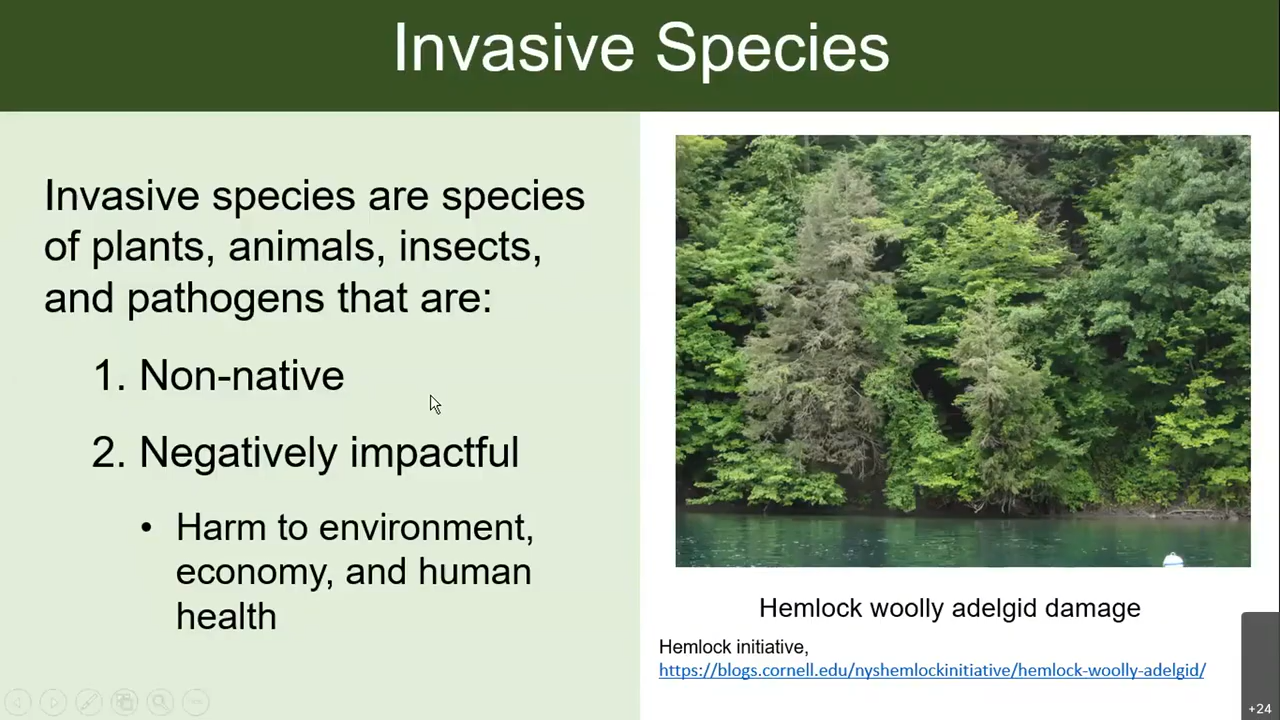 Invasive Species
Invasive species are species
of plants, animals, insects,
and pathogens that are:
1. Non-native
2. Negatively impactful
• Harm to environment,
economy, and human
health
Hemlock woolly adelgid damage
Hemlock initiative,
https://blogs.cornell.edu/nyshemlockinitiative/hemlock-woolly-adelgid/
+24